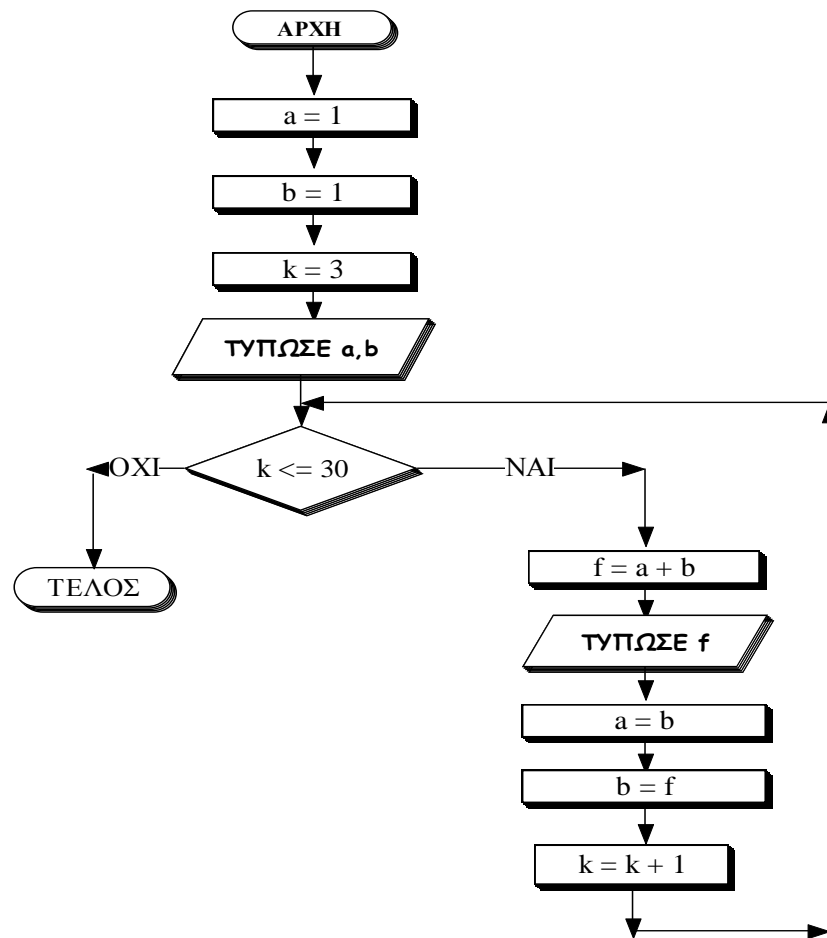 ΑΡΧΗ
a = 1
b = 1
k = 3
ΤΥΠΩΣΕ a,b
ΟΧΙ
k <= 30
ΝΑΙ
ΤΕΛΟΣ
f = a + b
ΤΥΠΩΣΕ f
a = b
b = f
k = k + 1